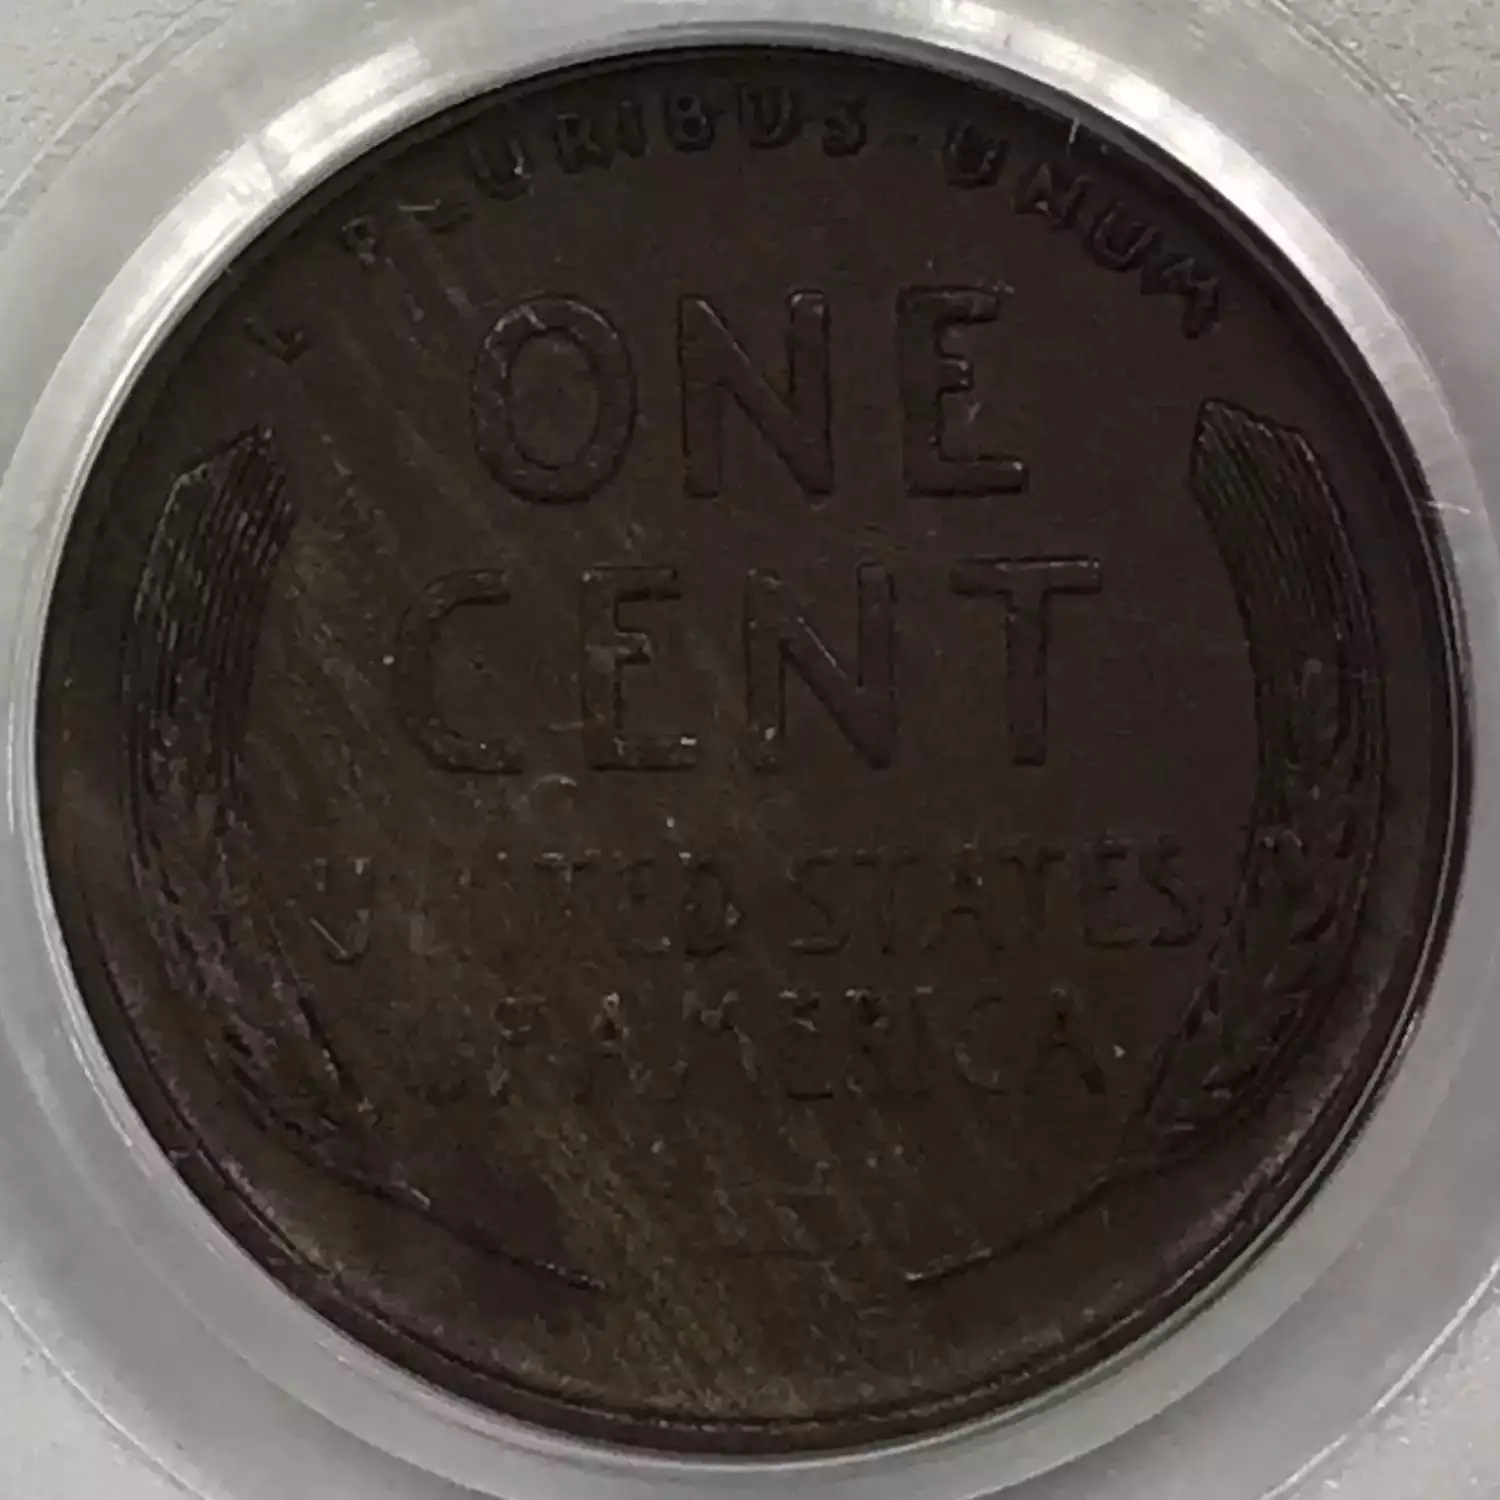 E PLURIBUS · UNUM
ONE
CENT
UNITED STATES
OF AMERICA